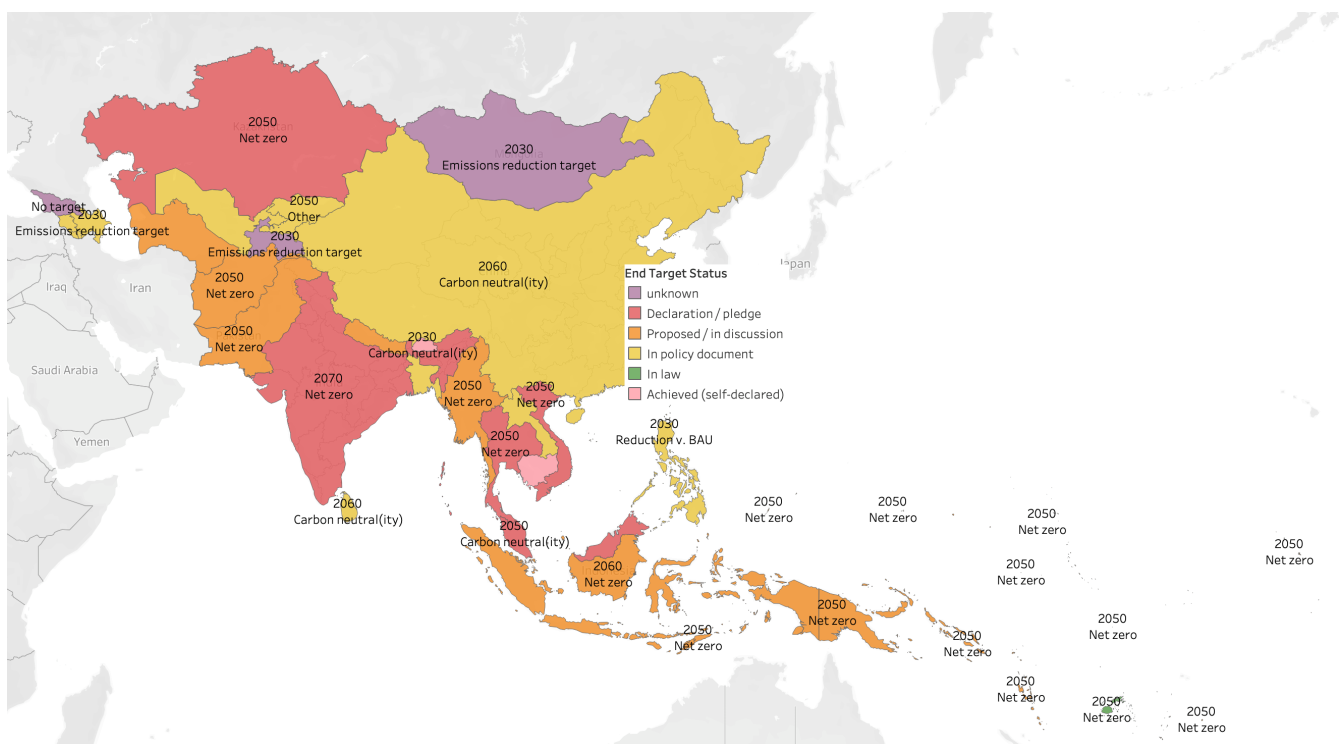 2050
Net zero
2030
Emissions reduction target
No target
2030
Emissions reduction target
2050
Other
2030
Emissions reduction target
2060
Carbon neutral(ity)
Japan
End Target Status
unknown
Declaration / pledge
Proposed / in discussion
In policy document
In law
Achieved (self-declared)
Iraq
Iran
2050
Net zero
2050
Net zero
2030
Carbon neutral(ity)
Saudi Arabia
2070
Net zero
2050
Net zero
2050
Net zero
Yemen
2050
Net zero
2030
Reduction v. BAU
2060
Carbon neutral(ity)
2050
Carbon neutral(ity)
2050
Net zero
2050
Net zero
2050
Net zero
2050
Net zero
2060
Net zero
2050
Net zero
2050
Net zero
2050
Net zero
2050
Net zero
2050
Net zero
2050
Net zero
2050
Net zero
2050
Net zero